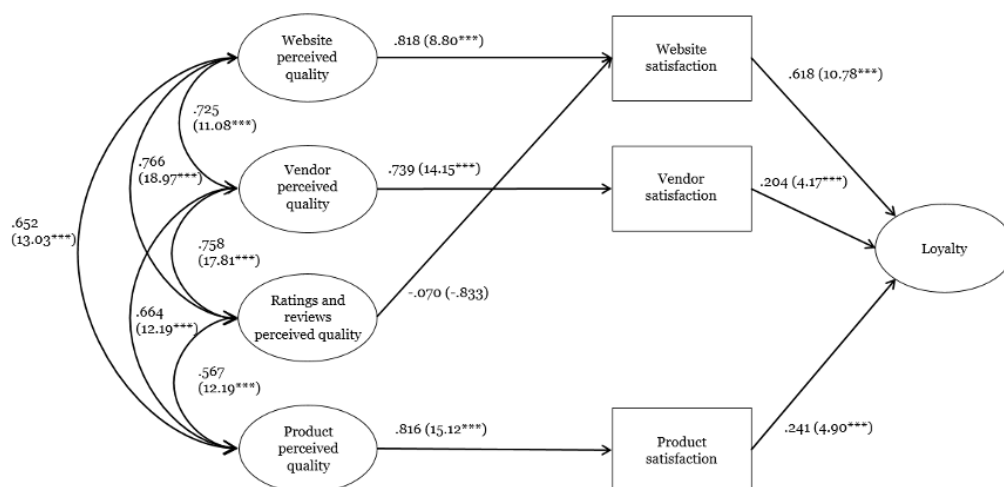 Website
perceived
quality
.818 (8.80***)
Website
satisfaction
.618 (10.78***)
.725
(11.08***)
.766
(18.97***)
Vendor
perceived
quality
.739 (14.15***)
Vendor
satisfaction
.204 (4.17***)
.652
(13.03***)
.758
(17.81***)
Loyalty
-.070 (-.833)
Ratings and
reviews
perceived quality
.664
(12.19***)
.567
(12.19***)
Product
perceived
quality
.816 (15.12***)
Product
satisfaction
.241 (4.90***)